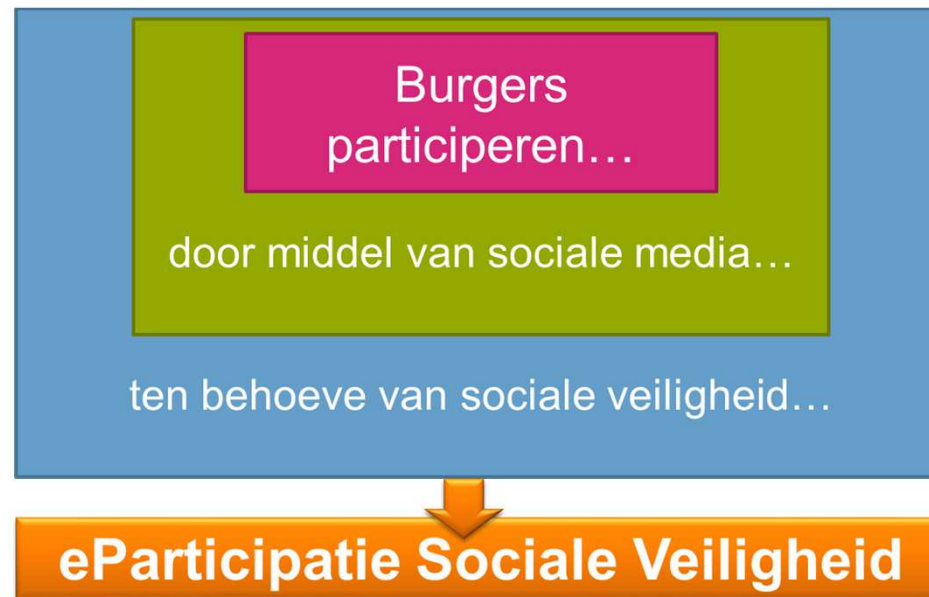 Burgers
participeren…
door middel van sociale media…
ten behoeve van sociale veiligheid…
eParticipatie Sociale Veiligheid